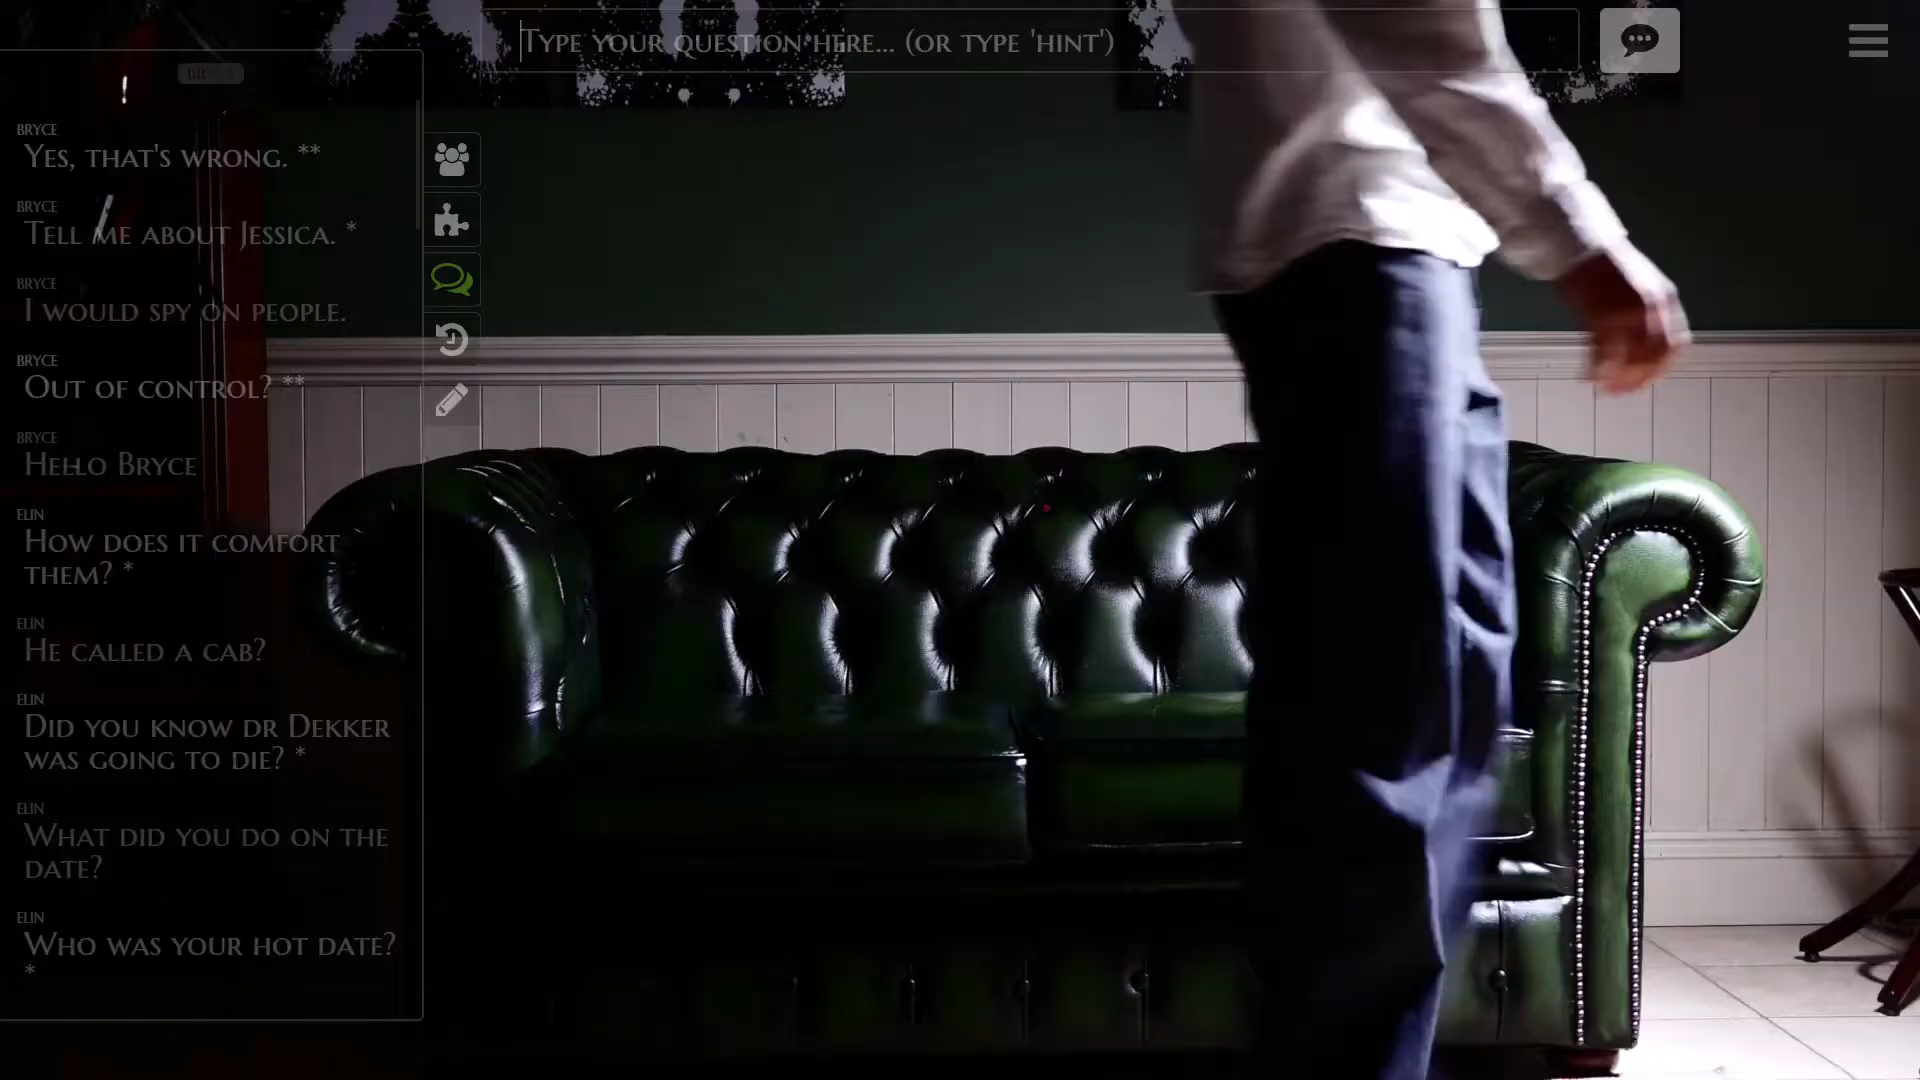 Type your question here... (or type 'hint')
BRYCE
BRYCE
Yes, that's wrong. **
BRYCE
Tell me about Jessica. *
BRYCE
I would spy on people.
BRYCE
Out of control? **
BRYCE
Hello Bryce
ELIN
How does it comfort
them? *
ELIN
He called a cab?
ELIN
Did you know dr Dekker
was going to die? *
ELIN
What did you do on the
date?
ELIN
Who was your hot date?
*